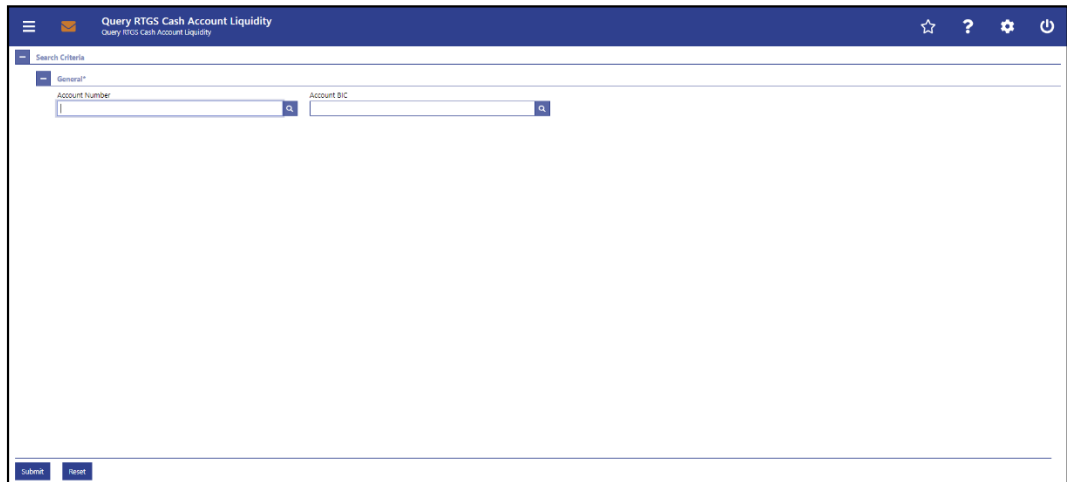 Query RTGS Cash Account Liquidity
Query RTGS Cash Account Liquidity
Search Criteria
General*
Account Number Account BIC
Submit Reset